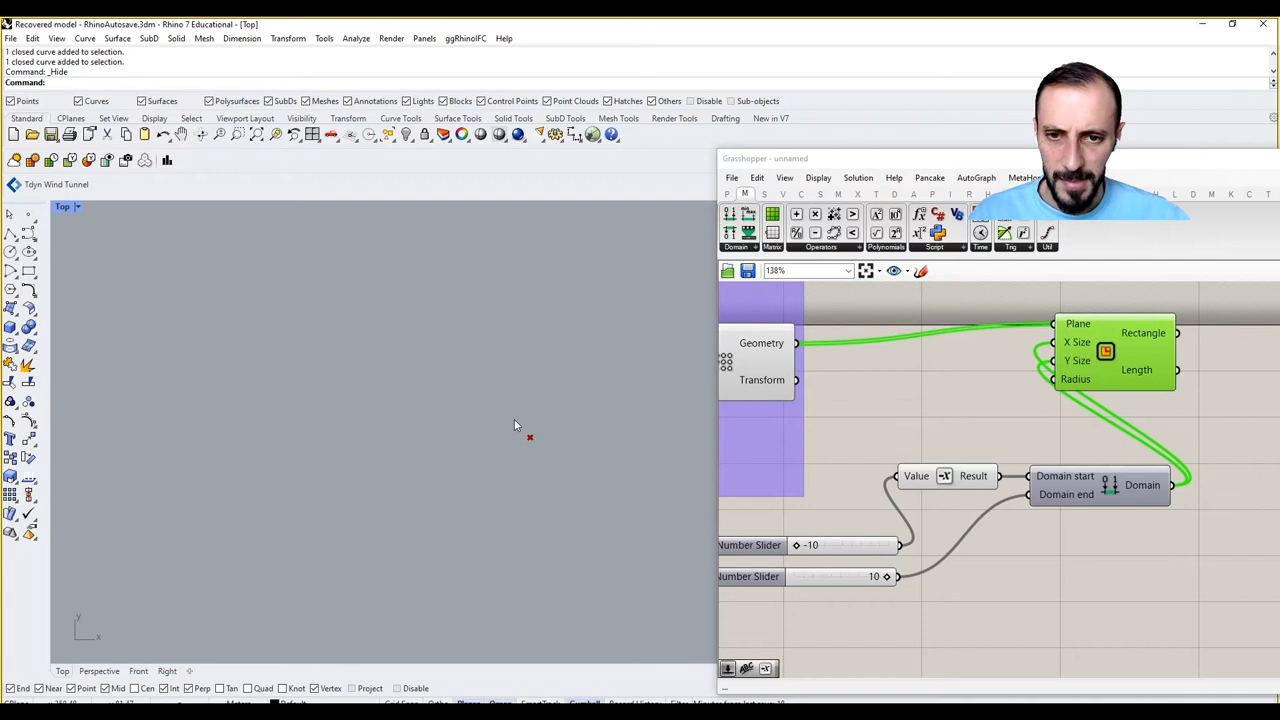 Recovered model - RhinoAutosave.3dm - Rhino 7 Educational - [Top]
File Edit View Curve Surface SubD Solid Mesh Dimension Transform Tools Analyze Render Panels ggRhinoIFC Help
1 closed curve added to selection.
1 closed curve added to selection.
Command: _Hide
Command:
Points Curves Surfaces Polysurfaces SubDs Meshes Annotations Lights Blocks Control Points Point Clouds Hatches Others Disable Sub-objects
Standard CPlanes Set View Display Select Viewport Layout Visibility Transform Curve Tools Surface Tools Solid Tools SubD Tools Mesh Tools Render Tools Drafting New in V7
Tdyn Wind Tunnel
Top
Grasshopper - unnamed
File Edit View Display Solution Help Pancake AutoGraph
P M S V C S M I X T D R
Domain Matrix Operators Polynomials Script Time Trig Util
138%
Plane
X Size
Y Size
Radius
Rectangle
Length
Geometry
Transform
Value -x Result
Domain start
Domain end
Domain
Number Slider -10
Number Slider 10
y
x
Top Perspective Front Right
End Near Point Mid Cen Int Perp Tan Quad Knot Vertex Project Disable